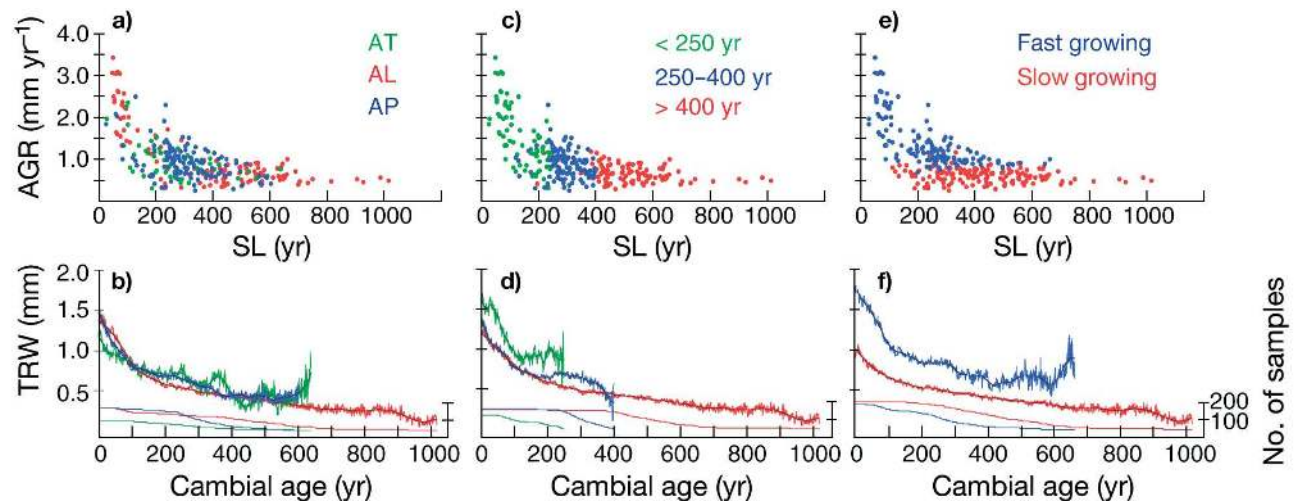 a)
AT
AL
AP
4.0
3.0
2.0
1.0
AGR (mm yr⁻¹)
0 200 400 600 800 1000
SL (yr)
c)
< 250 yr
250–400 yr
> 400 yr
0 200 400 600 800 1000
SL (yr)
e)
Fast growing
Slow growing
0 200 400 600 800 1000
SL (yr)
b)
2.0
1.5
1.0
0.5
TRW (mm)
0 200 400 600 800 1000
Cambial age (yr)
d)
0 200 400 600 800 1000
Cambial age (yr)
f)
0 200 400 600 800 1000
Cambial age (yr)
200
100
No. of samples